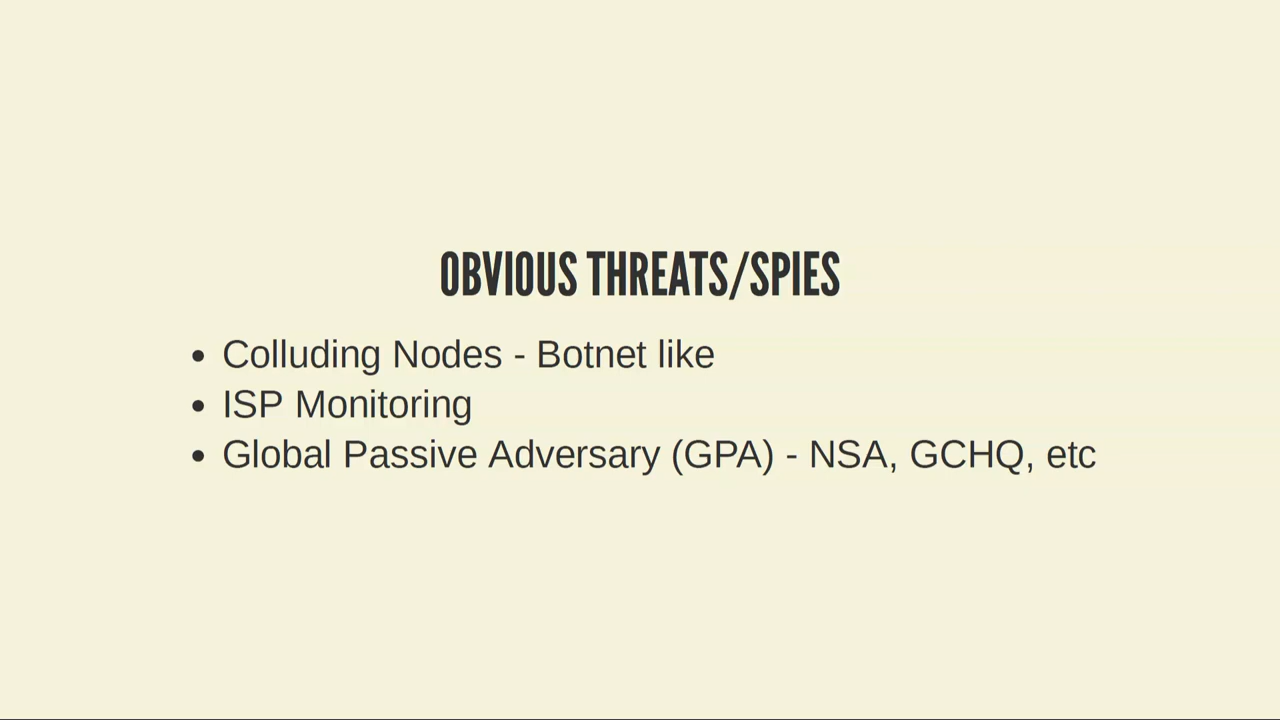 OBVIOUS THREATS/SPIES
• Colluding Nodes - Botnet like
• ISP Monitoring
• Global Passive Adversary (GPA) - NSA, GCHQ, etc